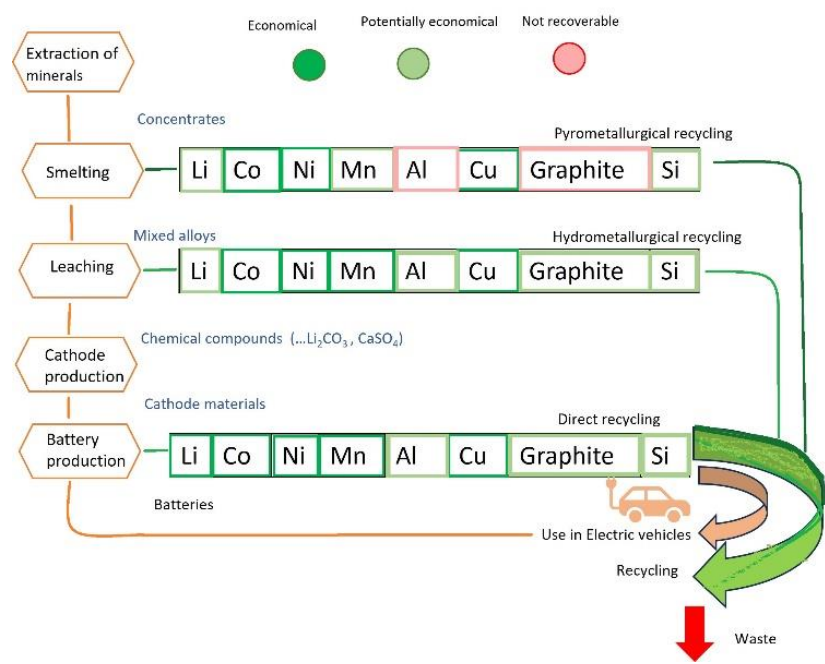 Economical
Potentially economical
Not recoverable
Extraction of
minerals
Concentrates
Pyrometallurgical recycling
Smelting
Li Co Ni Mn Al Cu Graphite Si
Mixed alloys
Hydrometallurgical recycling
Leaching
Li Co Ni Mn Al Cu Graphite Si
Chemical compounds (...Li₂CO₃ , CaSO₄)
Cathode
production
Cathode materials
Direct recycling
Battery
production
Li Co Ni Mn Al Cu Graphite Si
Batteries
Use in Electric vehicles
Recycling
Waste